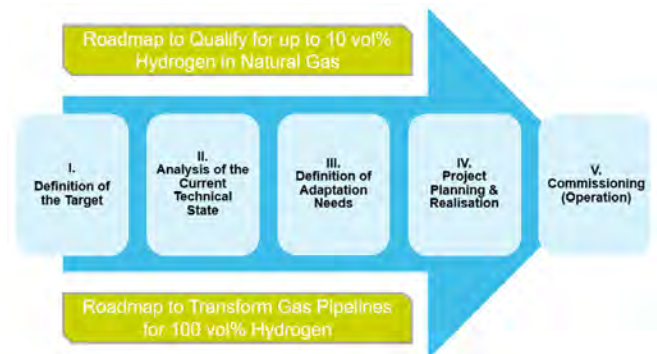 Roadmap to Qualify for up to 10 vol%
Hydrogen in Natural Gas
I.
Definition of
the Target
II.
Analysis of the
Current
Technical
State
III.
Definition of
Adaptation
Needs
IV.
Project
Planning &
Realisation
V.
Commissioning
(Operation)
Roadmap to Transform Gas Pipelines
for 100 vol% Hydrogen